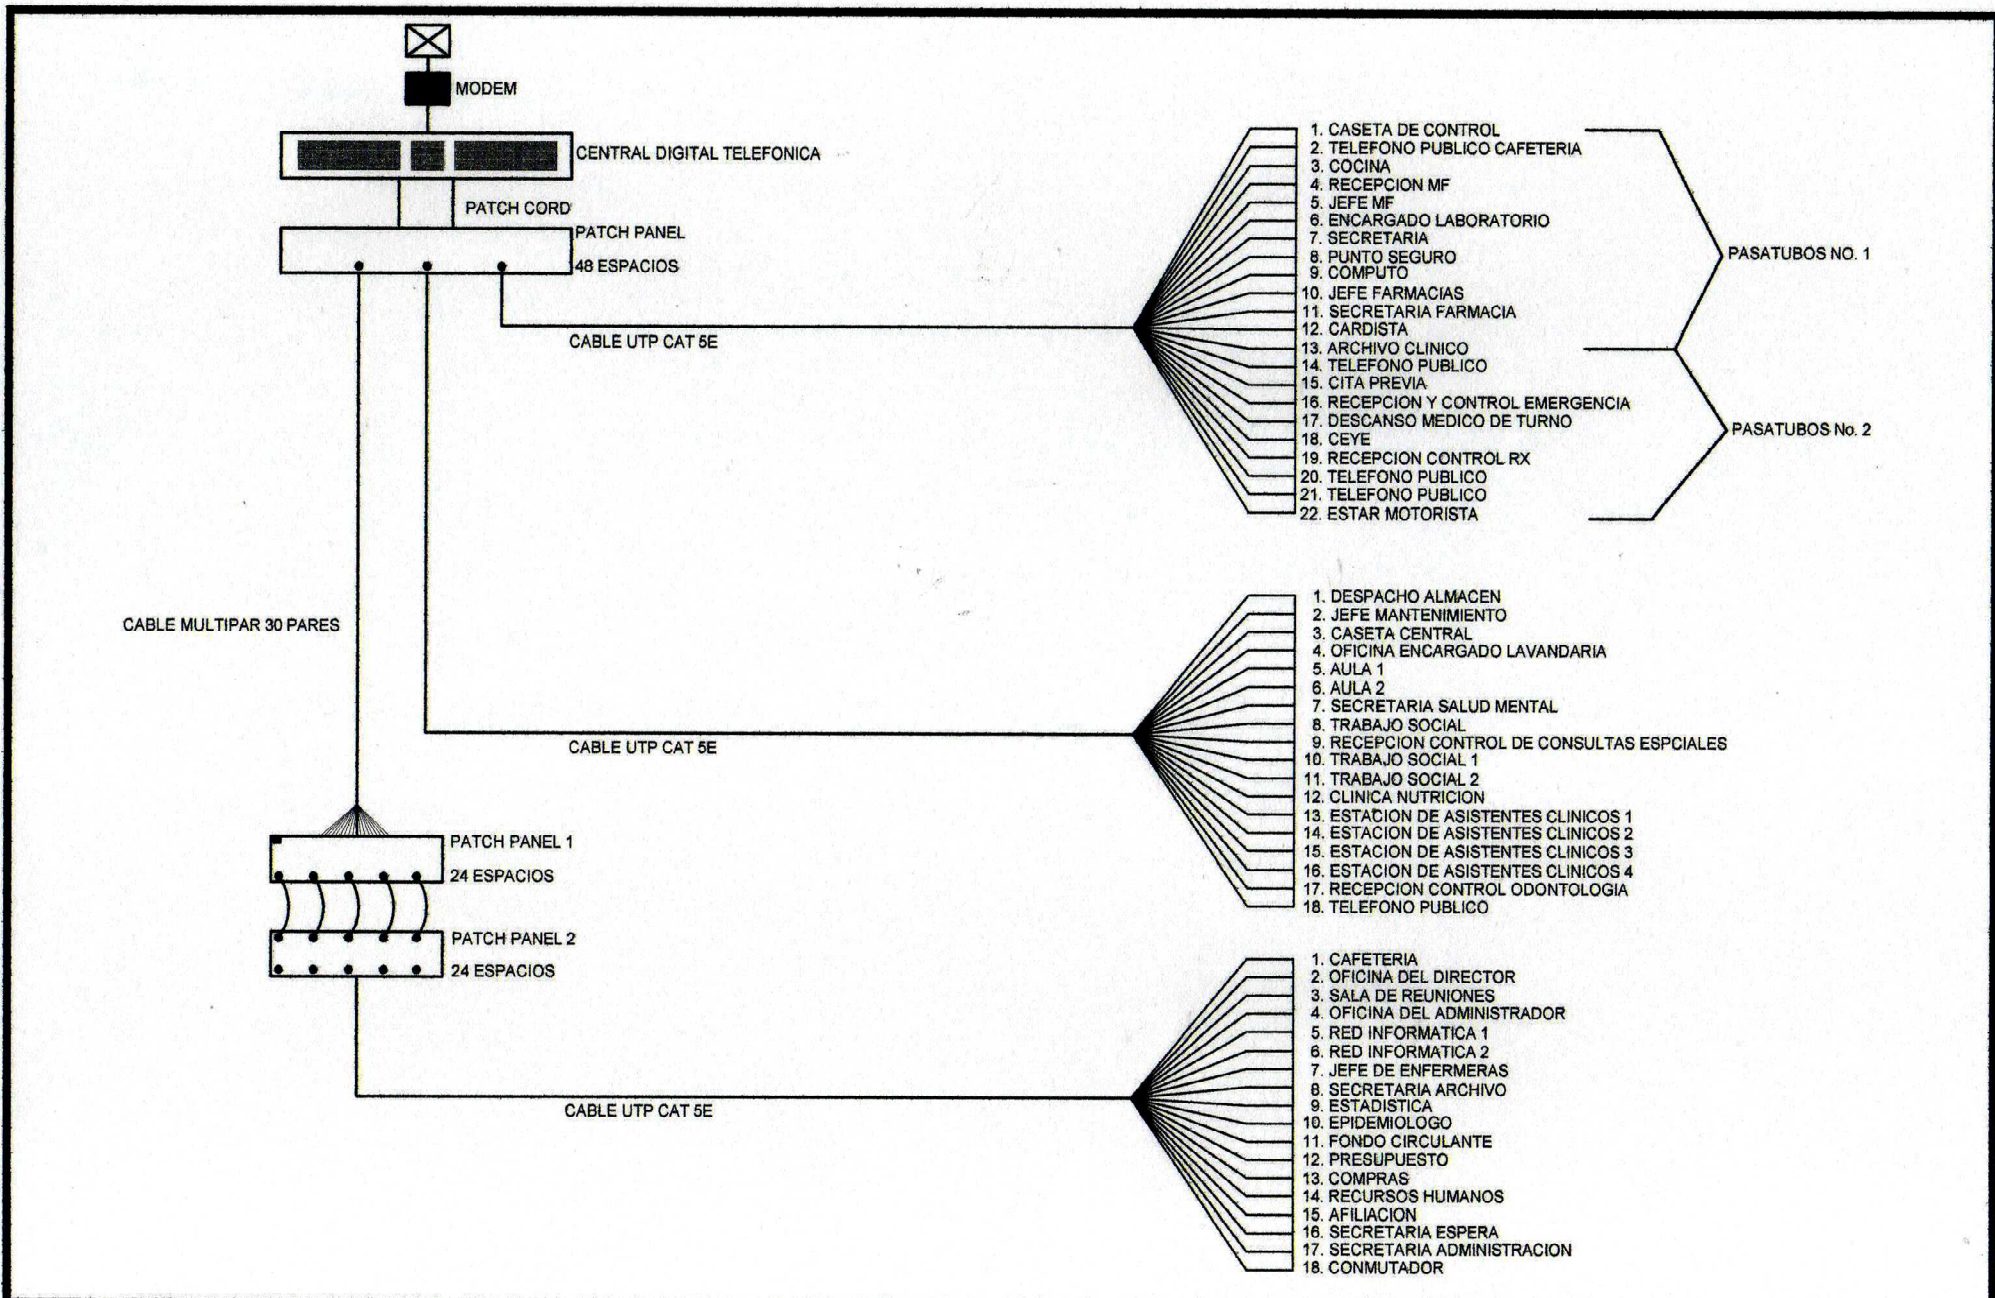 MODEM
CENTRAL DIGITAL TELEFONICA
PATCH CORD
PATCH PANEL
48 ESPACIOS
CABLE UTP CAT 5E
1. CASETA DE CONTROL
2. TELEFONO PUBLICO CAFETERIA
3. COCINA
4. RECEPCION MF
5. JEFE MF
6. ENCARGADO LABORATORIO
7. SECRETARIA
8. PUNTO SEGURO
9. COMPUTO
10. JEFE FARMACIAS
11. SECRETARIA FARMACIA
12. CARDISTA
13. ARCHIVO CLINICO
14. TELEFONO PUBLICO
15. CITA PREVIA
16. RECEPCION Y CONTROL EMERGENCIA
17. DESCANSO MEDICO DE TURNO
18. CEYE
19. RECEPCION CONTROL RX
20. TELEFONO PUBLICO
21. TELEFONO PUBLICO
22. ESTAR MOTORISTA
PASATUBOS NO. 1
PASATUBOS No. 2
CABLE MULTIPAR 30 PARES
CABLE UTP CAT 5E
1. DESPACHO ALMACEN
2. JEFE MANTENIMIENTO
3. CASETA CENTRAL
4. OFICINA ENCARGADO LAVANDARIA
5. AULA 1
6. AULA 2
7. SECRETARIA SALUD MENTAL
8. TRABAJO SOCIAL
9. RECEPCION CONTROL DE CONSULTAS ESPCIALES
10. TRABAJO SOCIAL 1
11. TRABAJO SOCIAL 2
12. CLINICA NUTRICION
13. ESTACION DE ASISTENTES CLINICOS 1
14. ESTACION DE ASISTENTES CLINICOS 2
15. ESTACION DE ASISTENTES CLINICOS 3
16. ESTACION DE ASISTENTES CLINICOS 4
17. RECEPCION CONTROL ODONTOLOGIA
18. TELEFONO PUBLICO
PATCH PANEL 1
24 ESPACIOS
PATCH PANEL 2
24 ESPACIOS
CABLE UTP CAT 5E
1. CAFETERIA
2. OFICINA DEL DIRECTOR
3. SALA DE REUNIONES
4. OFICINA DEL ADMINISTRADOR
5. RED INFORMATICA 1
6. RED INFORMATICA 2
7. JEFE DE ENFERMERAS
8. SECRETARIA ARCHIVO
9. ESTADISTICA
10. EPIDEMIOLOGO
11. FONDO CIRCULANTE
12. PRESUPUESTO
13. COMPRAS
14. RECURSOS HUMANOS
15. AFILIACION
16. SECRETARIA ESPERA
17. SECRETARIA ADMINISTRACION
18. CONMUTADOR